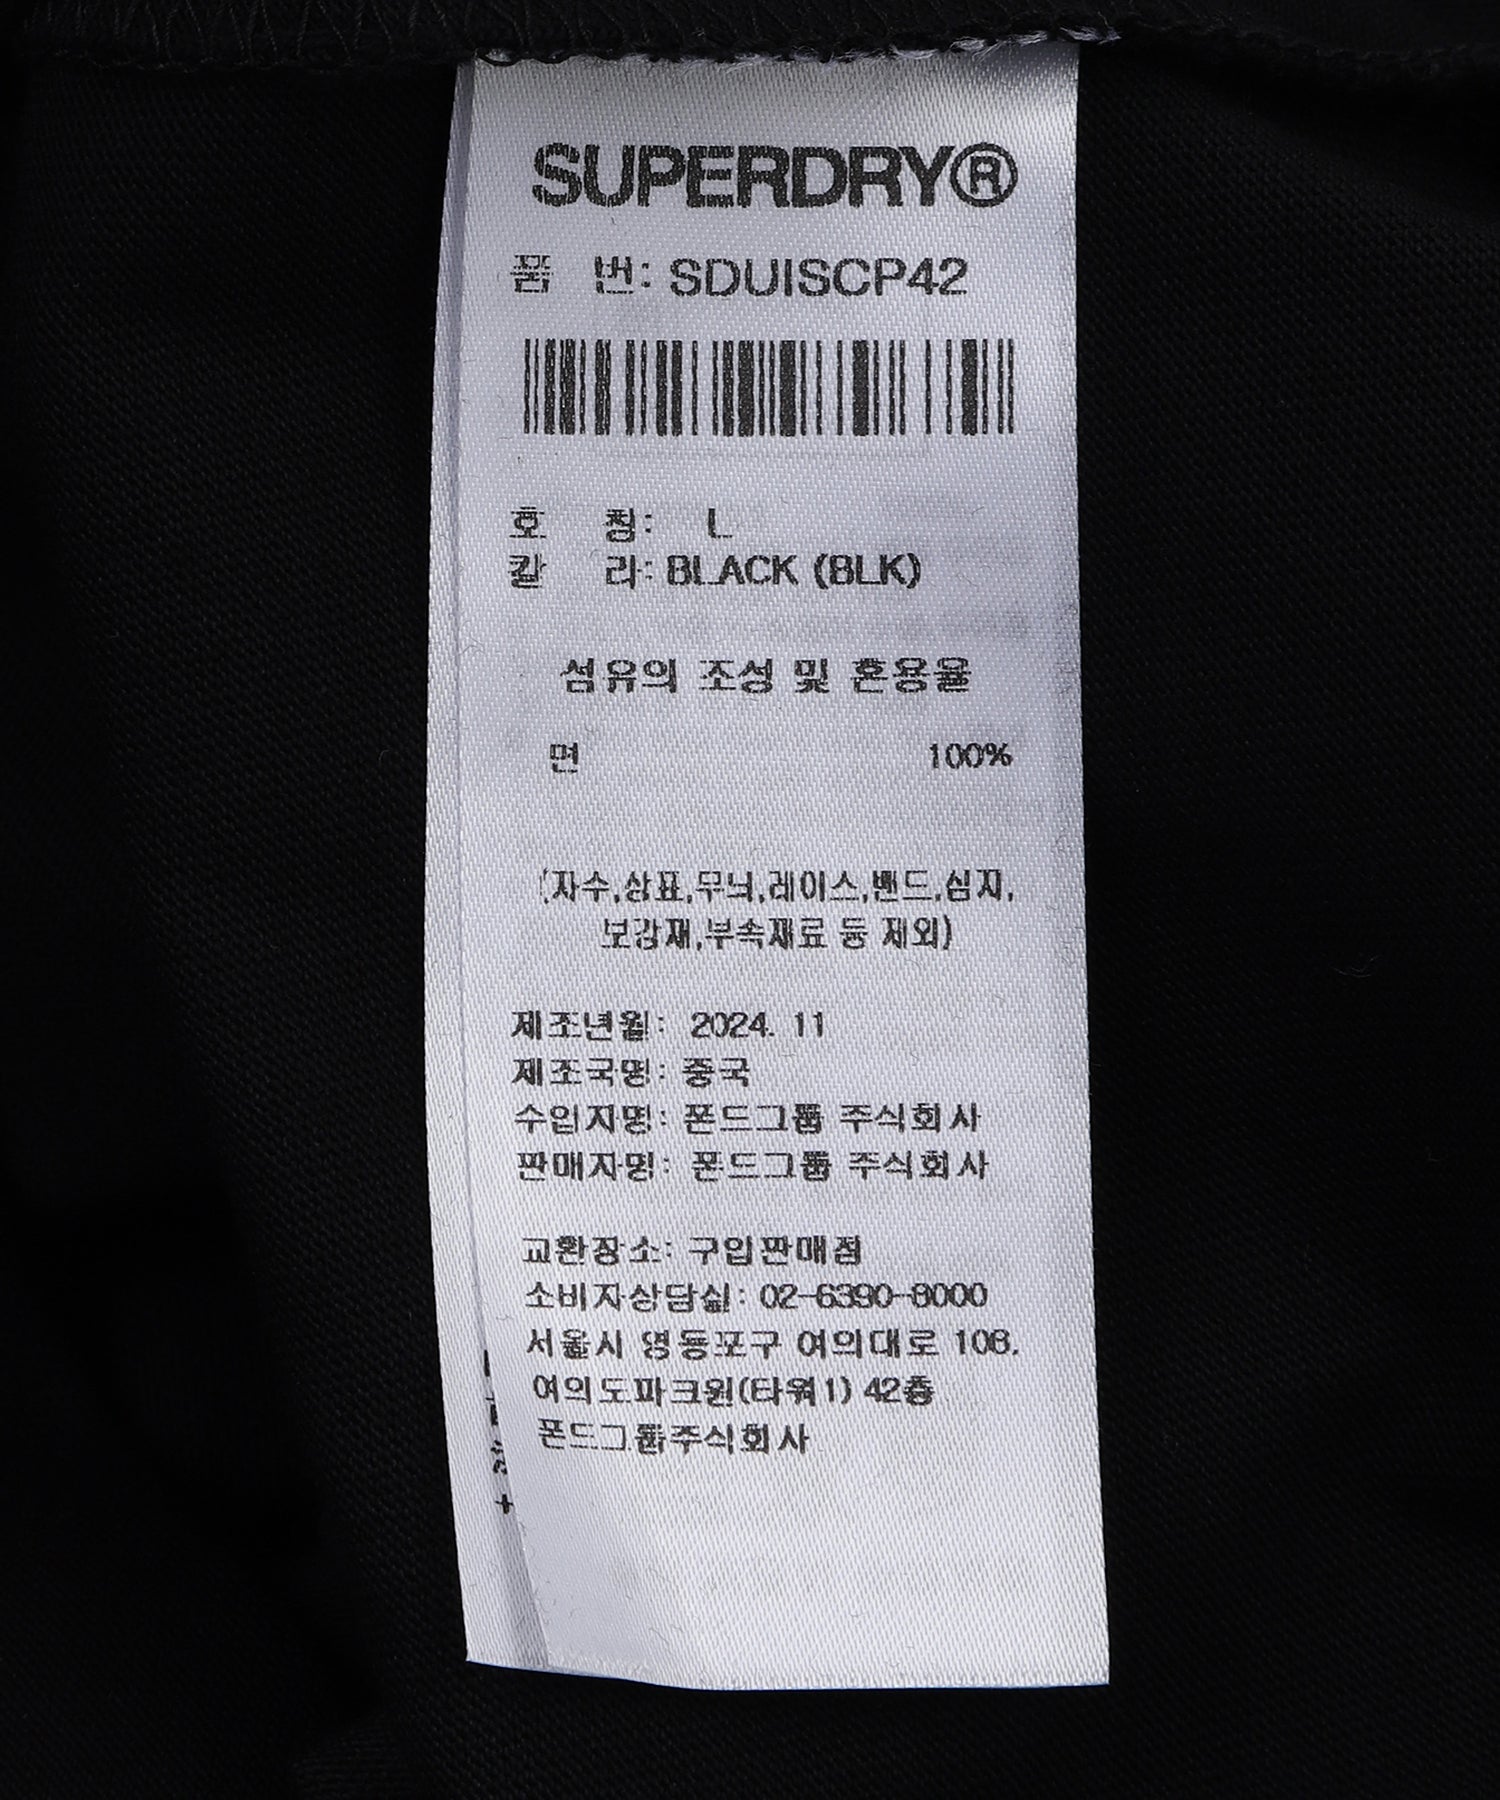 SUPERDRY®
품 번: SDUISCP42
호 칭: L
칼 라: BLACK (BLK)
섬유의 조성 및 혼용율
면 100%
(자수,상표,무늬,레이스,밴드,심지,
보강재,부속재료 등 제외)
제조년월: 2024. 11
제조국명: 중국
수입자명: 폰드그룹 주식회사
판매자명: 폰드그룹 주식회사
교환장소: 구입판매점
소비자상담실: 02-6390-8000
서울시 영등포구 여의대로 108,
여의도파크원(타워1) 42층
폰드그룹주식회사